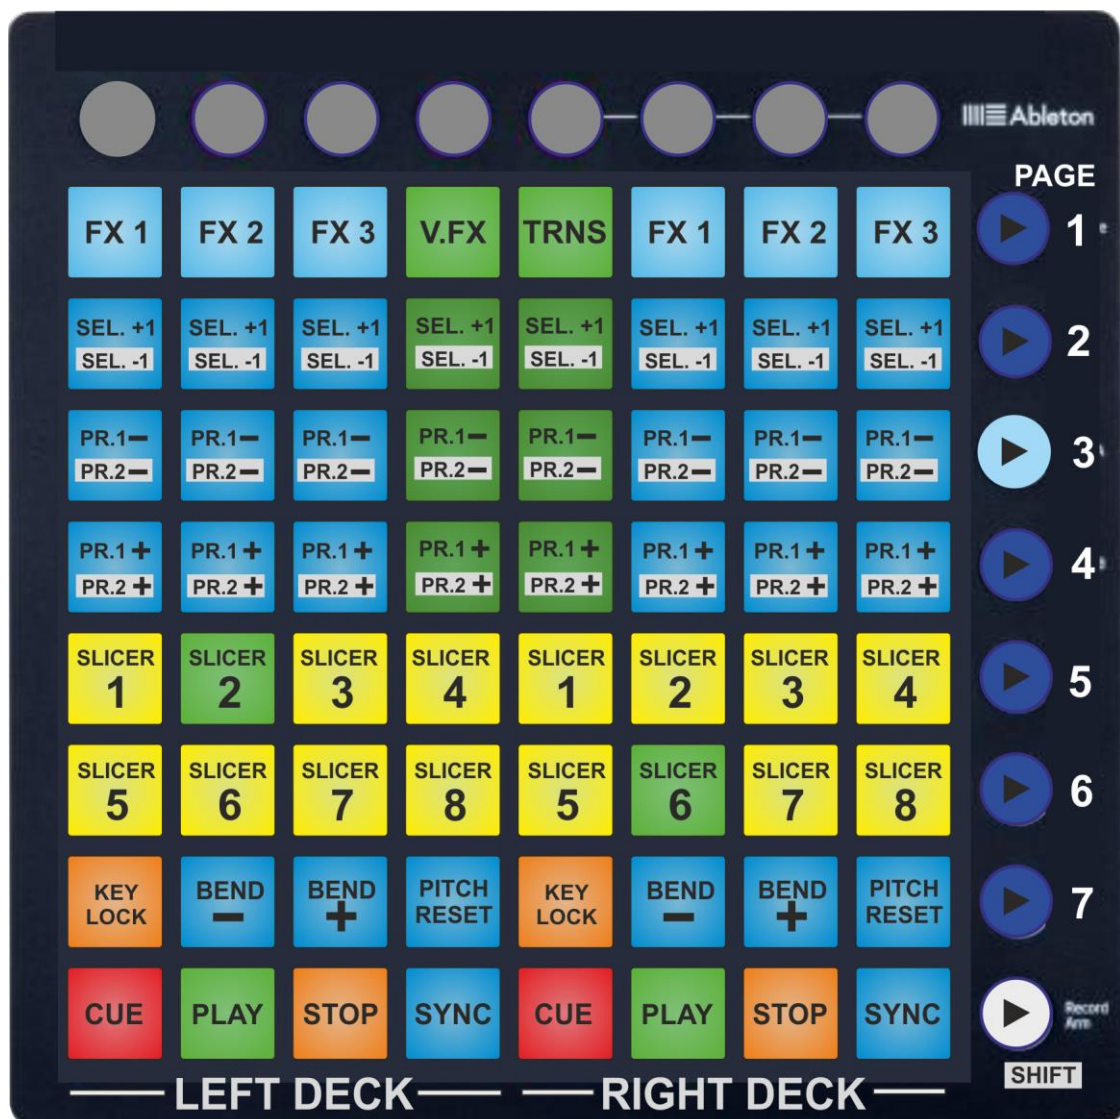 Ableton
PAGE
FX 1 FX 2 FX 3 V.FX TRNS FX 1 FX 2 FX 3 1
SEL. +1 SEL. +1 SEL. +1 SEL. +1 SEL. +1 SEL. +1 SEL. +1 SEL. +1
SEL. -1 SEL. -1 SEL. -1 SEL. -1 SEL. -1 SEL. -1 SEL. -1 SEL. -1 2
PR.1− PR.1− PR.1− PR.1− PR.1− PR.1− PR.1− PR.1−
PR.2− PR.2− PR.2− PR.2− PR.2− PR.2− PR.2− PR.2− 3
PR.1+ PR.1+ PR.1+ PR.1+ PR.1+ PR.1+ PR.1+ PR.1+
PR.2+ PR.2+ PR.2+ PR.2+ PR.2+ PR.2+ PR.2+ PR.2+ 4
SLICER SLICER SLICER SLICER SLICER SLICER SLICER SLICER
1 2 3 4 1 2 3 4 5
SLICER SLICER SLICER SLICER SLICER SLICER SLICER SLICER
5 6 7 8 5 6 7 8 6
KEY BEND BEND PITCH KEY BEND BEND PITCH
LOCK − + RESET LOCK − + RESET 7
CUE PLAY STOP SYNC CUE PLAY STOP SYNC
Record
Arm
SHIFT
LEFT DECK RIGHT DECK